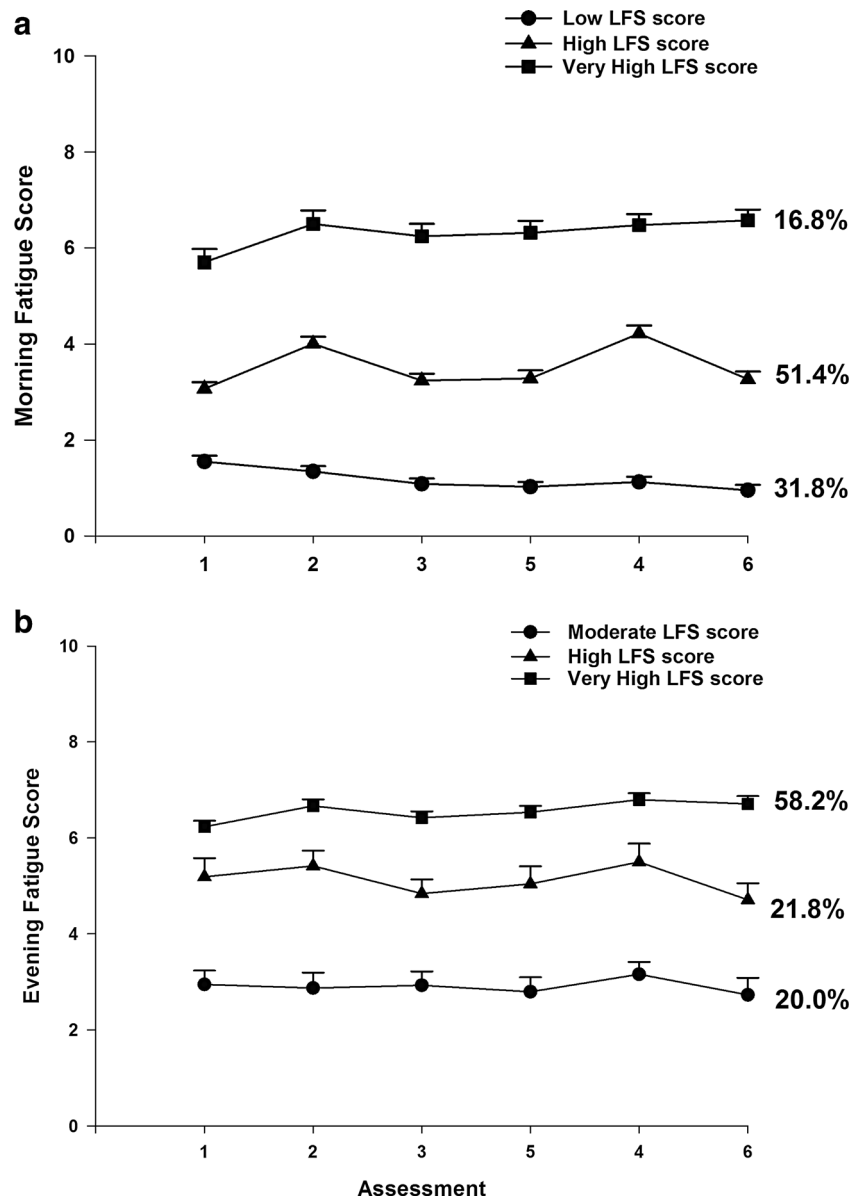 a
Low LFS score
High LFS score
Very High LFS score
Morning Fatigue Score
10
8
6
4
2
0
16.8%
51.4%
31.8%
1 2 3 5 4 6
b
Moderate LFS score
High LFS score
Very High LFS score
Evening Fatigue Score
10
8
6
4
2
0
58.2%
21.8%
20.0%
1 2 3 5 4 6
Assessment